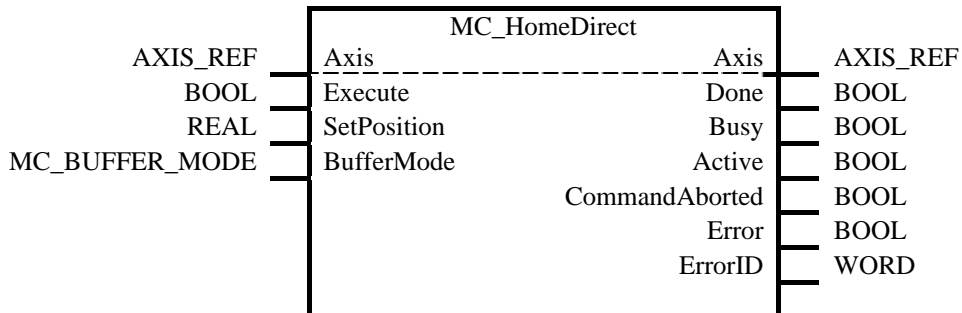 MC_HomeDirect
AXIS_REF Axis Axis AXIS_REF
BOOL Execute Done BOOL
REAL SetPosition Busy BOOL
MC_BUFFER_MODE BufferMode Active BOOL
CommandAborted BOOL
Error BOOL
ErrorID WORD